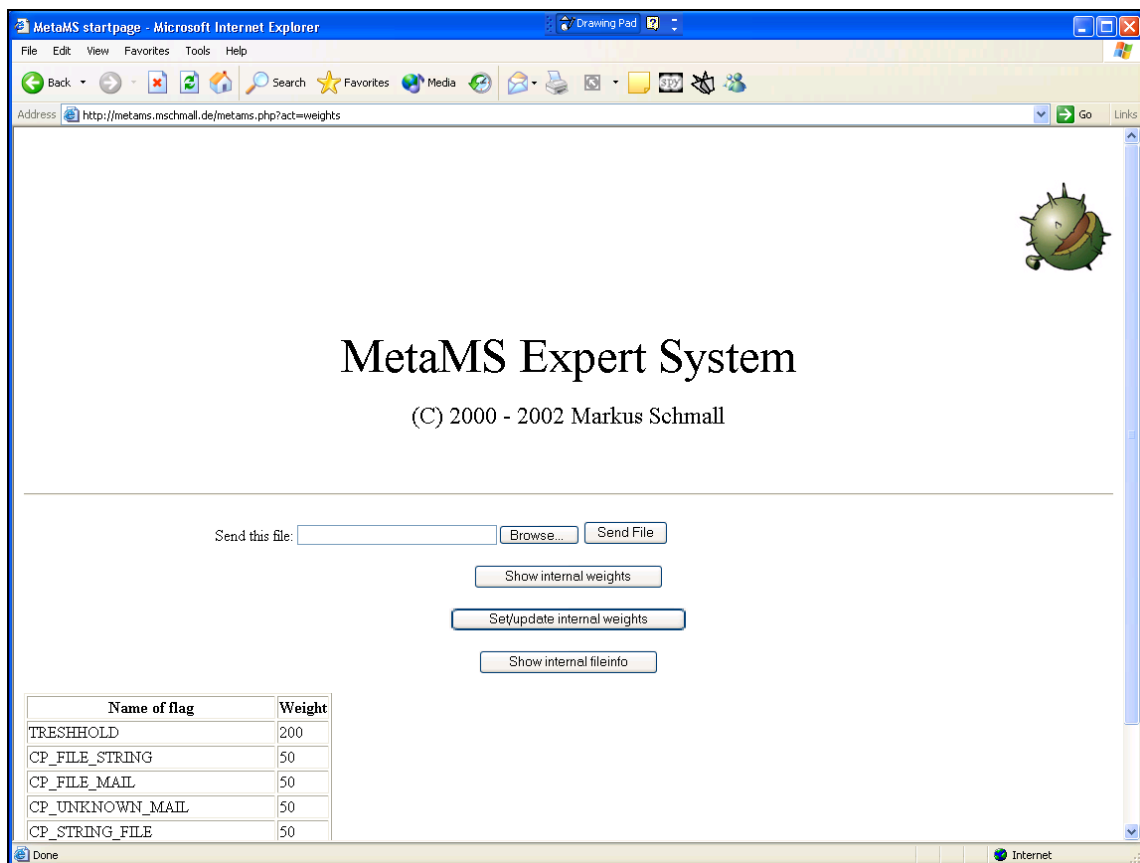 MetaMS startpage - Microsoft Internet Explorer
Drawing Pad
File Edit View Favorites Tools Help
Back Search Favorites Media SPY
Address http://metams.mschmall.de/metams.php?act=weights Go Links
MetaMS Expert System
(C) 2000 - 2002 Markus Schmall
Send this file: Browse... Send File
Show internal weights
Set/update internal weights
Show internal fileinfo
Name of flag Weight
TRESHHOLD 200
CP_FILE_STRING 50
CP_FILE_MAIL 50
CP_UNKNOWN_MAIL 50
CP_STRING_FILE 50
Done Internet